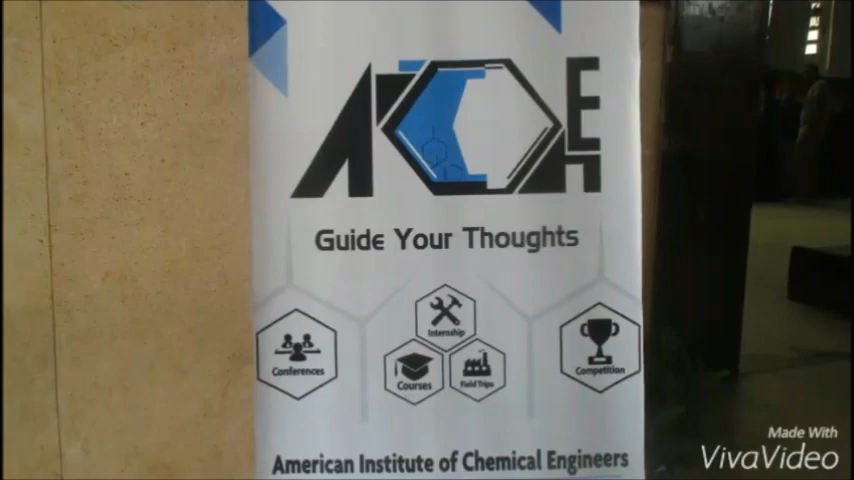 AIChE
Guide Your Thoughts
Internship
Conferences
Courses
Field Trips
Competition
American Institute of Chemical Engineers
Made With
VivaVideo